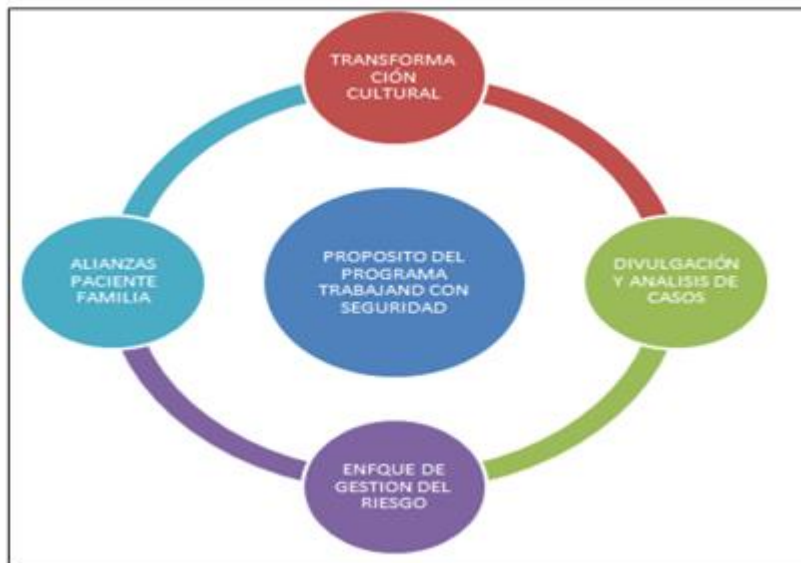 TRANSFORMA
CIÓN
CULTURAL
ALIANZAS
PACIENTE
FAMILIA
PROPOSITO DEL
PROGRAMA
TRABAJAND CON
SEGURIDAD
DIVULGACIÓN
Y ANALISIS DE
CASOS
ENFQUE DE
GESTION DEL
RIESGO